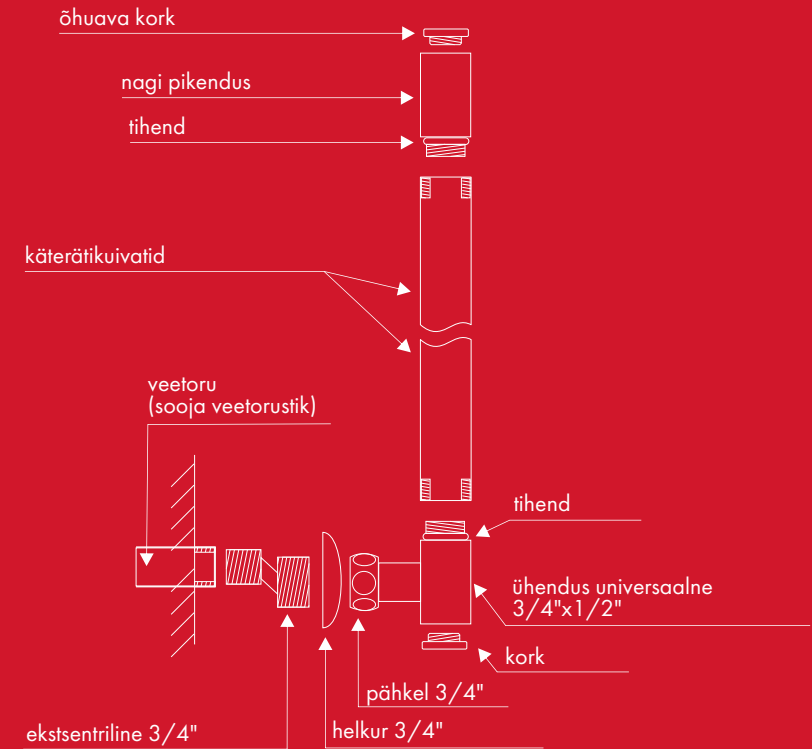 õhuava kork
nagi pikendus
tihend
käterätikuivatid
veetoru
(sooja veetorustik)
tihend
ühendus universaalne
3/4"x1/2"
kork
pähkel 3/4"
ekstsentriline 3/4"
helkur 3/4"